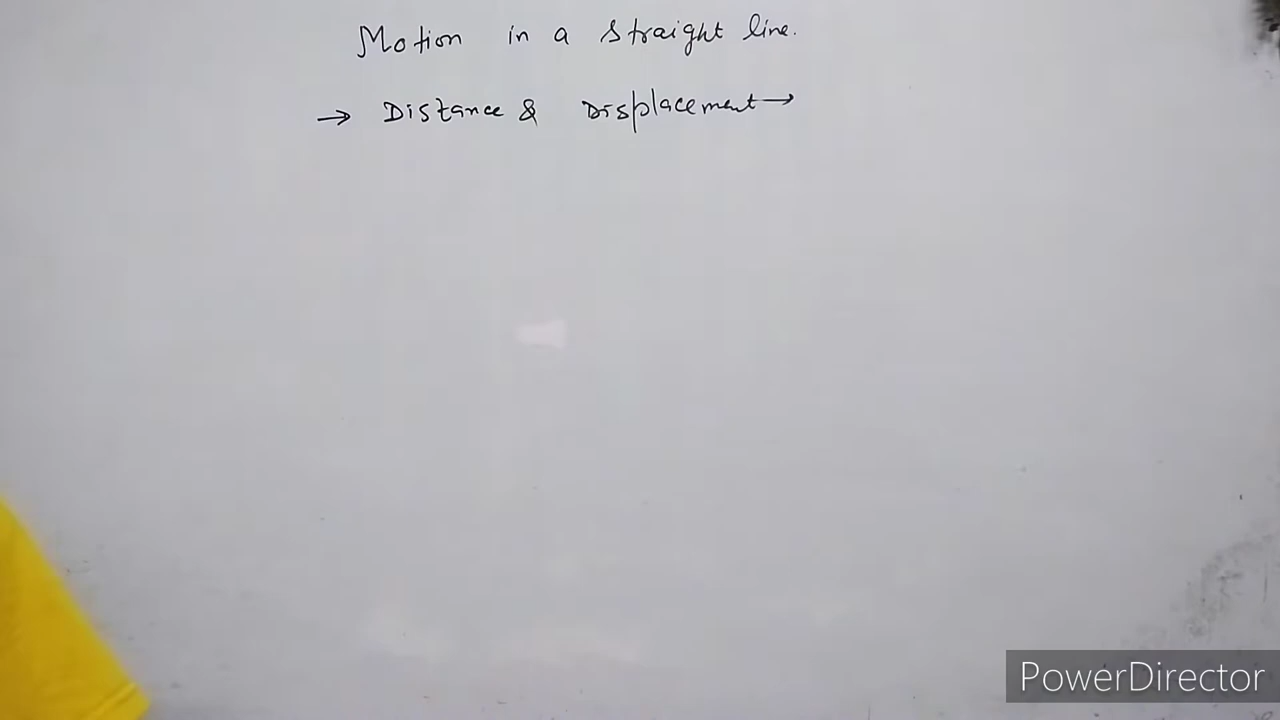 Motion in a straight line.
→ Distance & Displacement →
PowerDirector